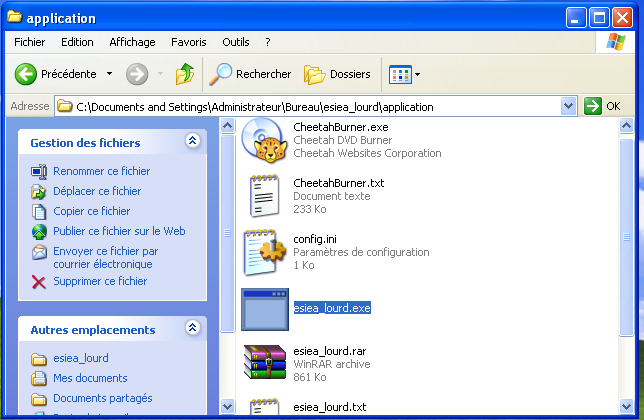 application
Fichier Edition Affichage Favoris Outils ?
Précédente Rechercher Dossiers
Adresse C:\Documents and Settings\Administrateur\Bureau\esiea_lourd\application OK
Gestion des fichiers
Renommer ce fichier
Déplacer ce fichier
Copier ce fichier
Publier ce fichier sur le Web
Envoyer ce fichier par
courrier électronique
Supprimer ce fichier
Autres emplacements
esiea_lourd
Mes documents
Documents partagés
CheetahBurner.exe
Cheetah DVD Burner
Cheetah Websites Corporation
CheetahBurner.txt
Document texte
233 Ko
config.ini
Paramètres de configuration
1 Ko
esiea_lourd.exe
esiea_lourd.rar
WinRAR archive
861 Ko
esiea_lourd.txt